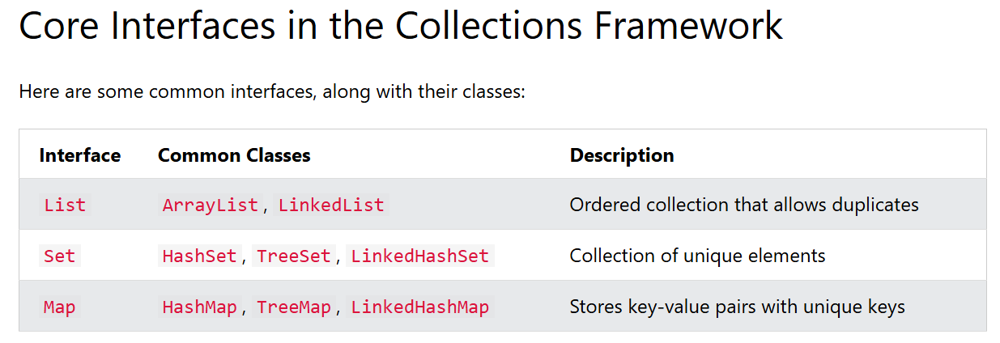 Core Interfaces in the Collections Framework
Here are some common interfaces, along with their classes:
Interface Common Classes Description
List ArrayList, LinkedList Ordered collection that allows duplicates
Set HashSet, TreeSet, LinkedHashSet Collection of unique elements
Map HashMap, TreeMap, LinkedHashMap Stores key-value pairs with unique keys